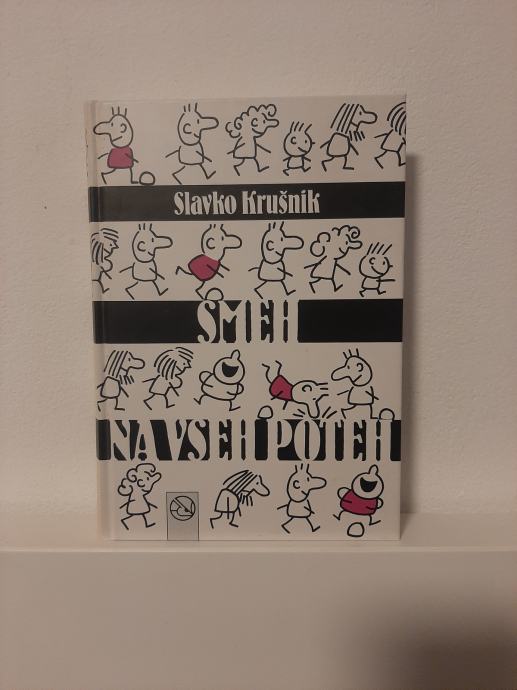 Slavko Krušnik
SMEH
NA VSEH POTEH